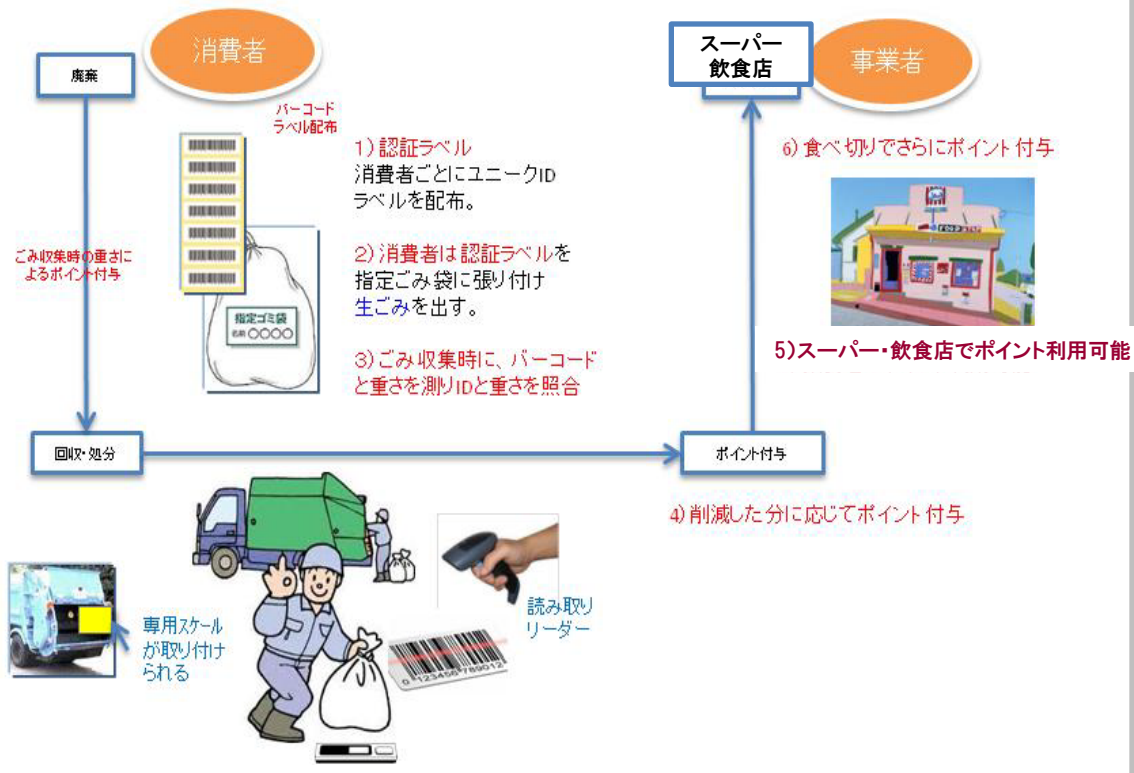 消費者
廃棄
バーコード
ラベル配布
1)認証ラベル
消費者ごとにユニークID
ラベルを配布。
ごみ収集時の重さに
よるポイント付与
2)消費者は認証ラベルを
指定ごみ袋に張り付け
生ごみを出す。
指定ゴミ袋
名前〇〇〇〇
3)ごみ収集時に、バーコード
と重さを測りIDと重さを照合
スーパー
飲食店
事業者
6)食べ切りでさらにポイント付与
5)スーパー・飲食店でポイント利用可能
回収・処分
ポイント付与
4)削減した分に応じてポイント付与
専用スケール
が取り付け
られる
読み取り
リーダー
0 123456 789012